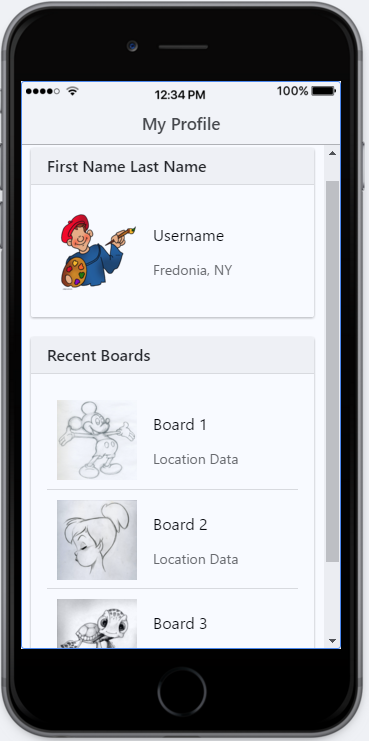 12:34 PM
100%
My Profile
First Name Last Name
Username
Fredonia, NY
Recent Boards
Board 1
Location Data
Board 2
Location Data
Board 3